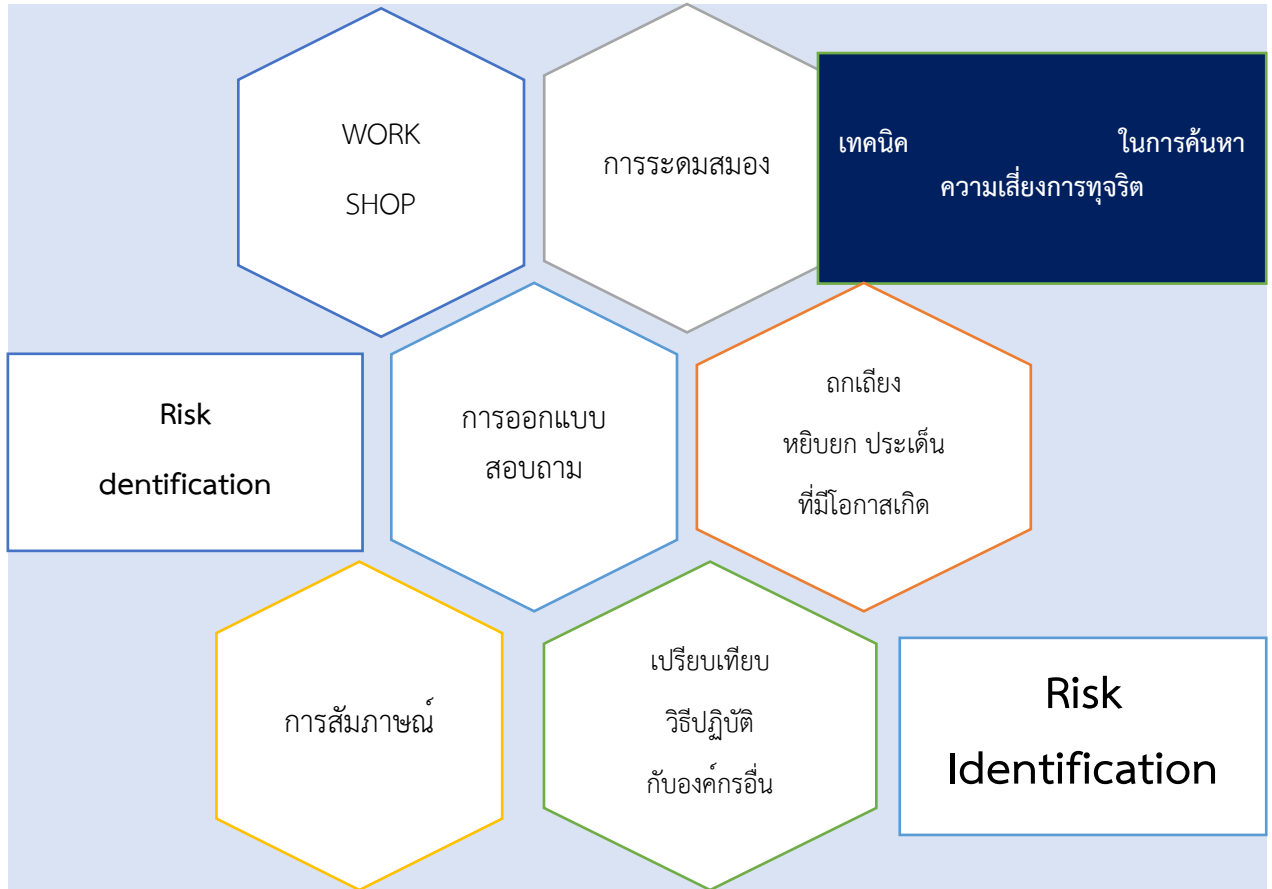 WORK
SHOP
การระดมสมอง
เทคนิค ในการค้นหา
ความเสี่ยงการทุจริต
Risk
dentification
การออกแบบ
สอบถาม
ถกเถียง
หยิบยก ประเด็น
ที่มีโอกาสเกิด
การสัมภาษณ์
เปรียบเทียบ
วิธีปฏิบัติ
กับองค์กรอื่น
Risk
Identification